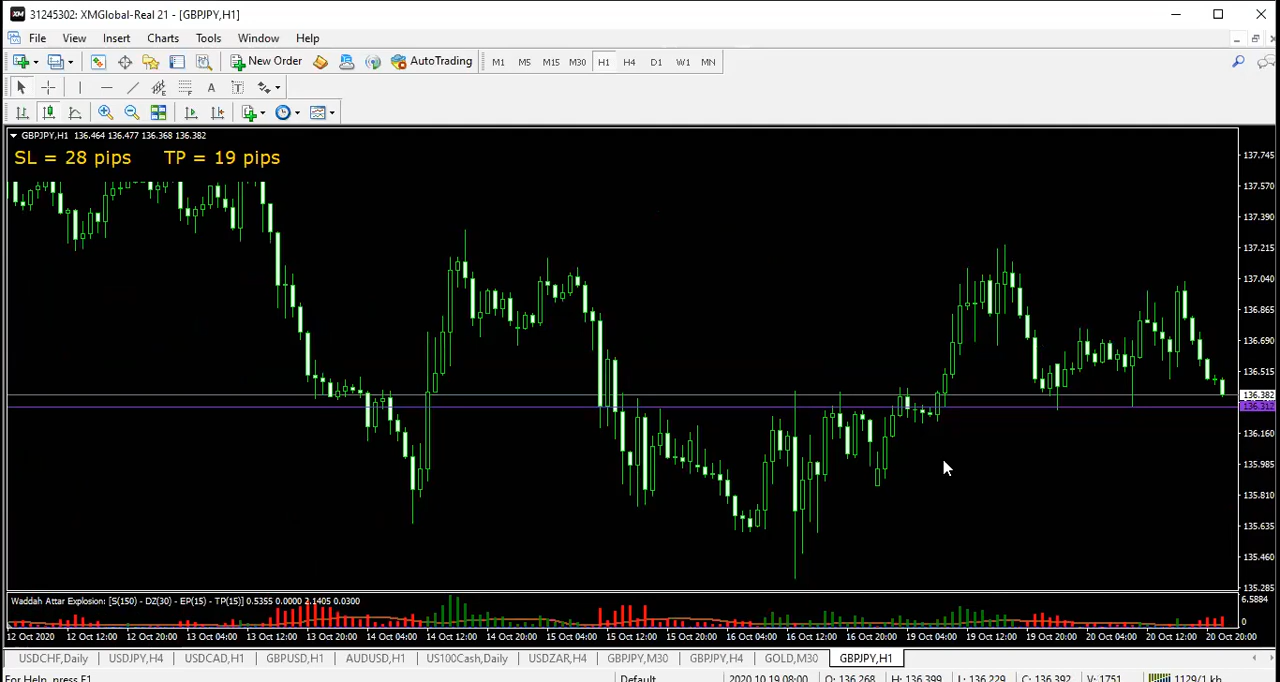 31245302: XMGlobal-Real 21 - [GBPJPY,H1]
File View Insert Charts Tools Window Help
New Order AutoTrading M1 M5 M15 M30 H1 H4 D1 W1 MN
GBPJPY,H1 136.464 136.477 136.368 136.382
SL = 28 pips TP = 19 pips
137.745
137.570
137.390
137.215
137.040
136.865
136.690
136.515
136.382
136.312
136.160
135.985
135.810
135.635
135.460
135.285
Waddah Attar Explosion: [S(150) - DZ(30) - EP(15) - TP(15)] 0.5355 0.0000 2.1405 0.0300
6.5884
0
12 Oct 2020 12 Oct 12:00 12 Oct 20:00 13 Oct 04:00 13 Oct 12:00 13 Oct 20:00 14 Oct 04:00 14 Oct 12:00 14 Oct 20:00 15 Oct 04:00 15 Oct 12:00 15 Oct 20:00 16 Oct 04:00 16 Oct 12:00 16 Oct 20:00 19 Oct 04:00 19 Oct 12:00 19 Oct 20:00 20 Oct 04:00 20 Oct 12:00 20 Oct 20:00
USDCHF,Daily USDJPY,H4 USDCAD,H1 GBPUSD,H1 AUDUSD,H1 US100Cash,Daily USDZAR,H4 GBPJPY,M30 GBPJPY,H4 GOLD,M30 GBPJPY,H1
For Help, press F1 Default 2020.10.19 08:00 O: 136.268 H: 136.399 L: 136.229 C: 136.392 V: 1751 1129/1 kb